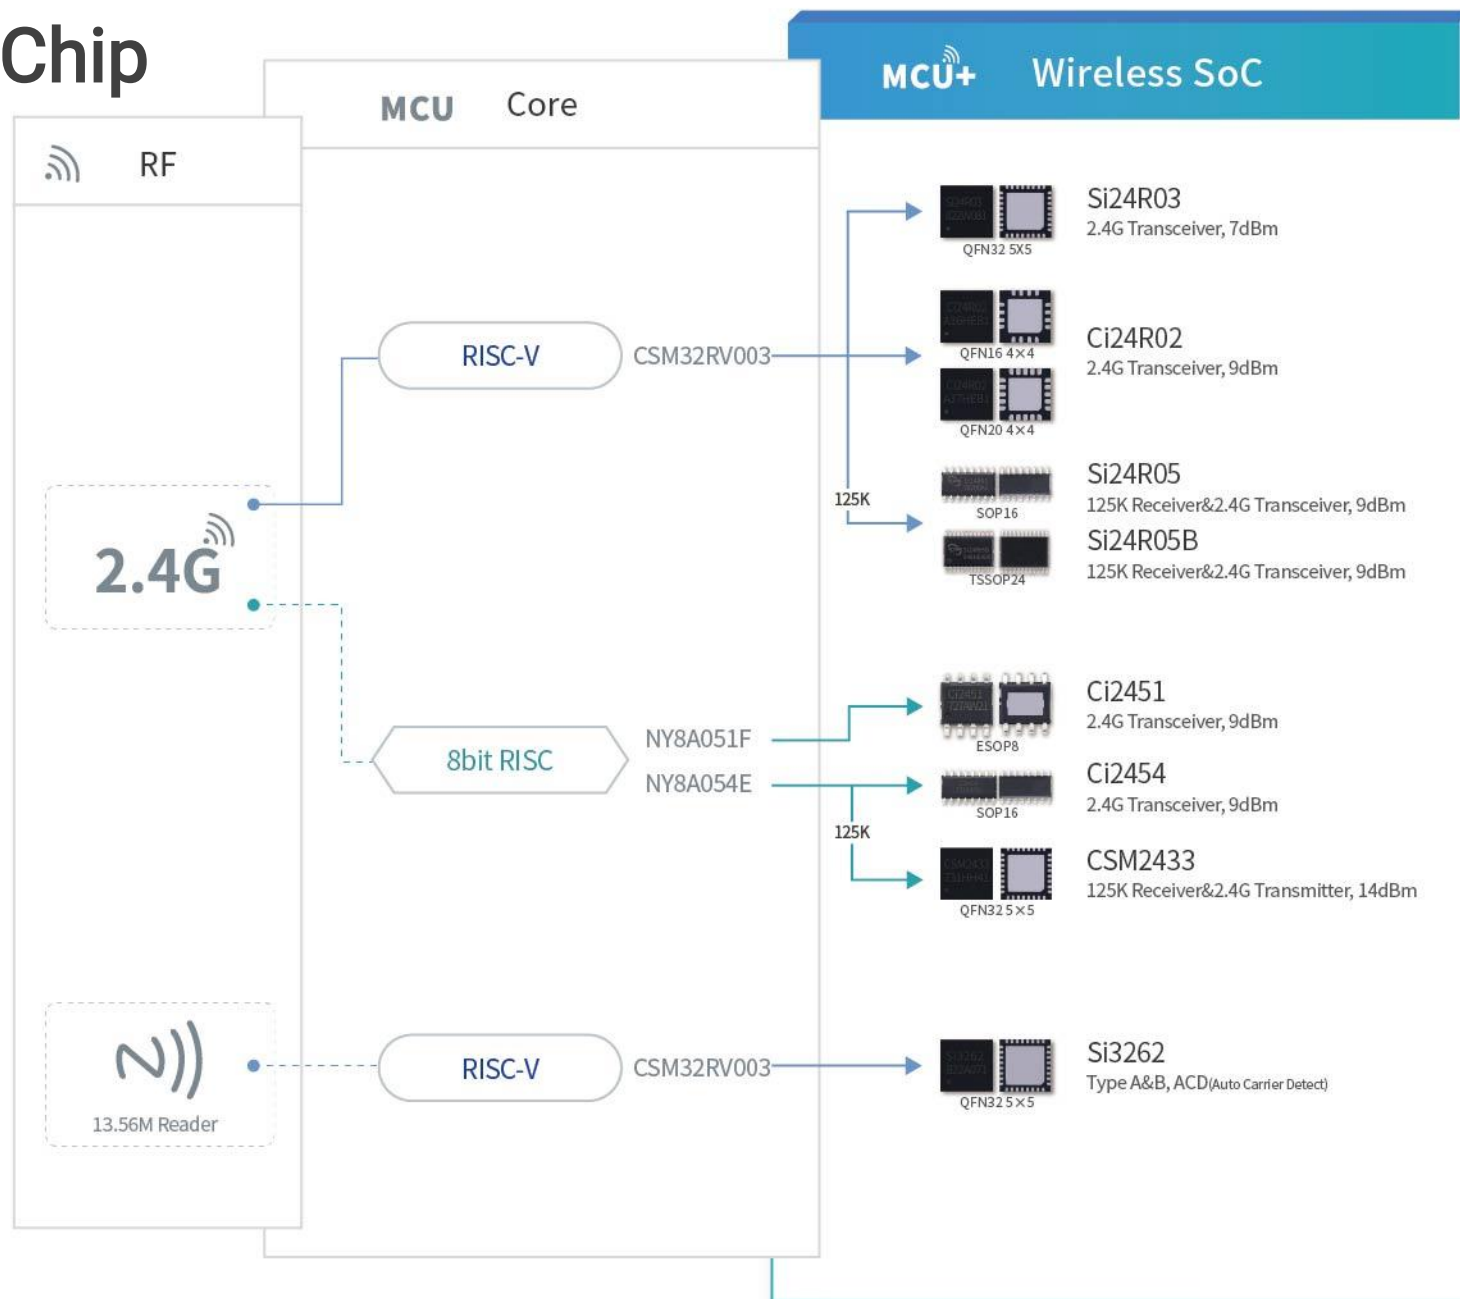 Chip
RF
MCU Core
MCU+ Wireless SoC
2.4G
13.56M Reader
RISC-V CSM32RV003
8bit RISC
NY8A051F
NY8A054E
RISC-V CSM32RV003
125K
125K
QFN32 5X5
Si24R03
2.4G Transceiver, 7dBm
QFN16 4×4
QFN20 4×4
Ci24R02
2.4G Transceiver, 9dBm
SOP16
Si24R05
125K Receiver&2.4G Transceiver, 9dBm
TSSOP24
Si24R05B
125K Receiver&2.4G Transceiver, 9dBm
ESOP8
Ci2451
2.4G Transceiver, 9dBm
SOP16
Ci2454
2.4G Transceiver, 9dBm
QFN32 5×5
CSM2433
125K Receiver&2.4G Transmitter, 14dBm
QFN32 5×5
Si3262
Type A&B, ACD(Auto Carrier Detect)